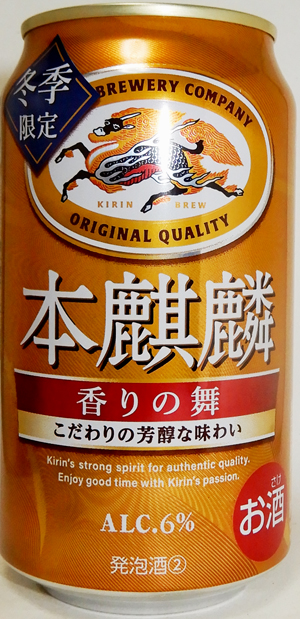 冬季
限定
BREWERY COMPANY
KIRIN BREW
ORIGINAL QUALITY
本麒麟
香りの舞
こだわりの芳醇な味わい
Kirin's strong spirit for authentic quality.
Enjoy good time with Kirin's passion.
ALC.6%
さけ
お酒
発泡酒②